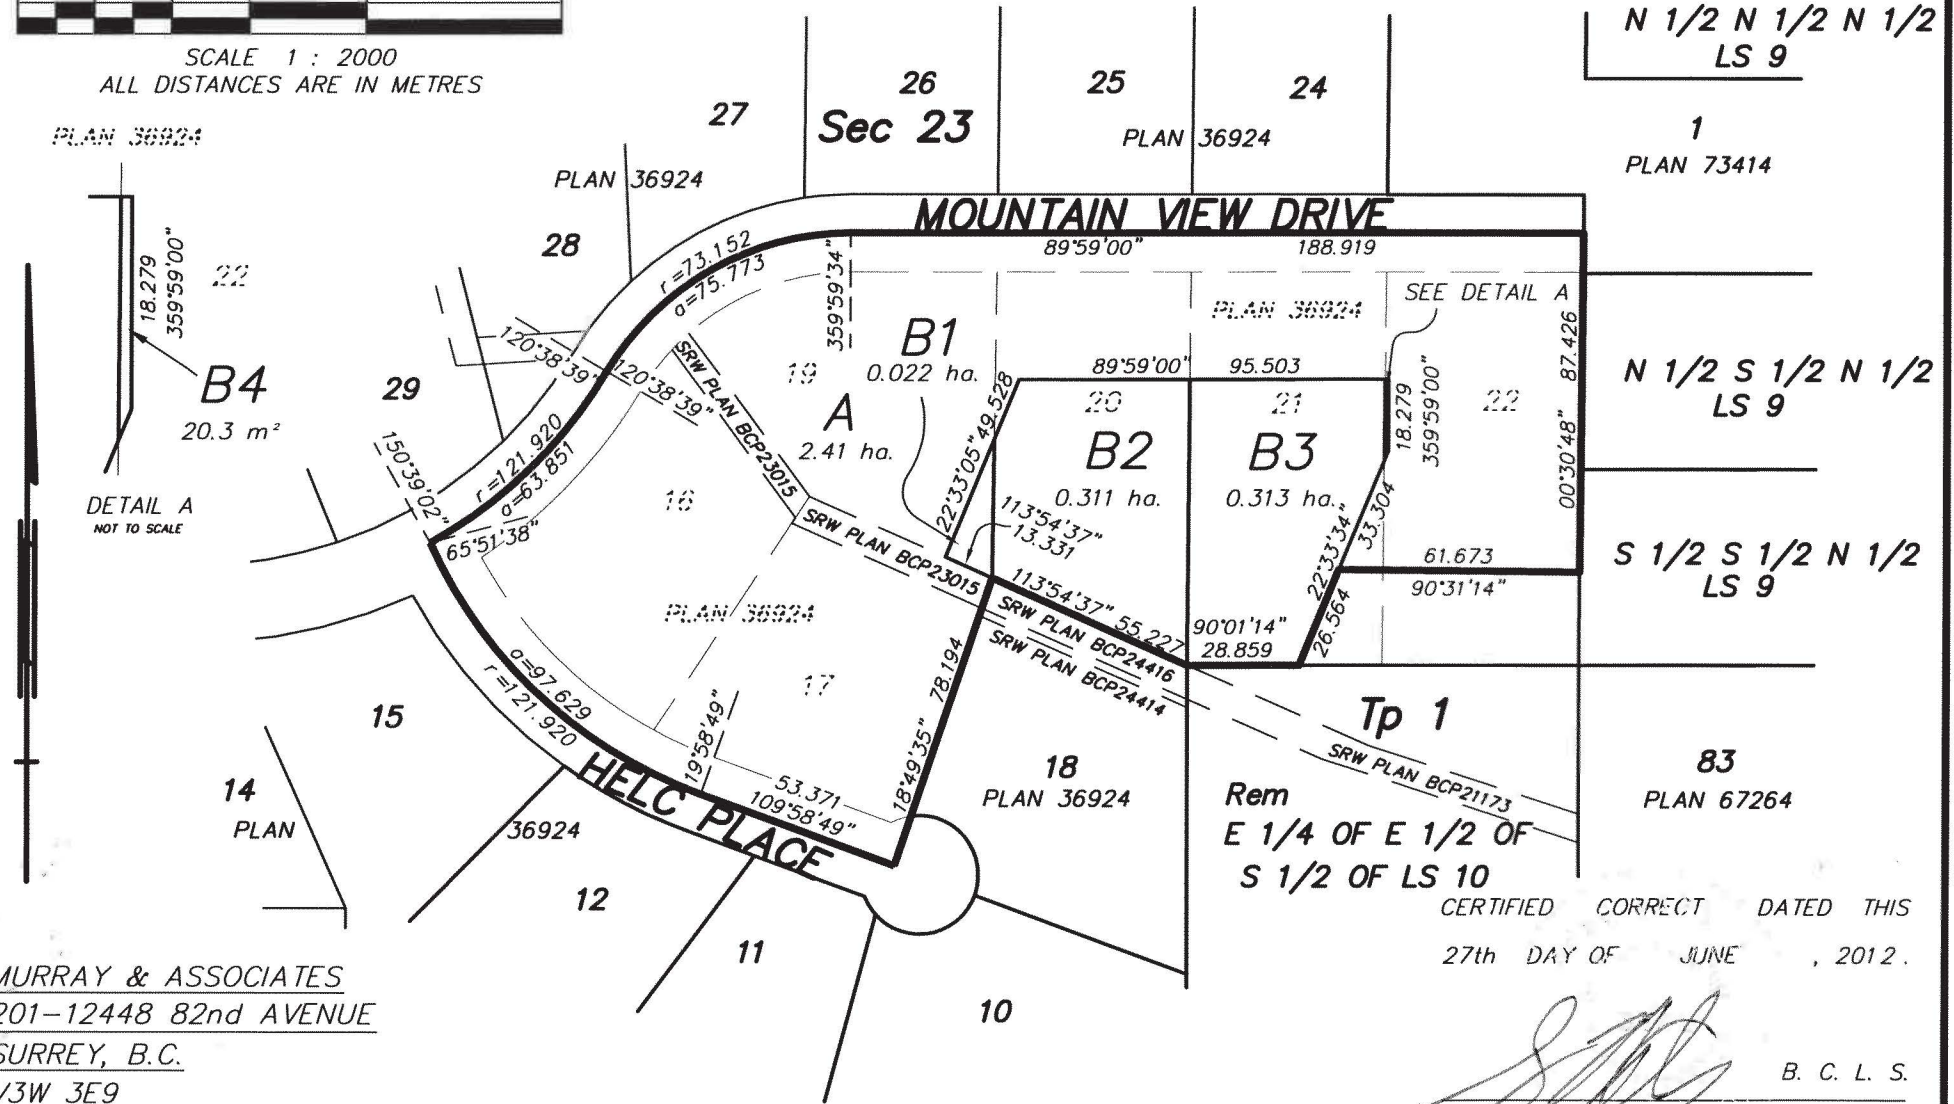 SCALE 1 : 2000
ALL DISTANCES ARE IN METRES
N 1/2 N 1/2 N 1/2
LS 9
27
26
25
24
Sec 23
PLAN 36924
PLAN 36924
PLAN 36924
1
PLAN 73414
28
MOUNTAIN VIEW DRIVE
89°59'00" 188.919
r=73.152
a=75.773
359°59'34"
18.279
359°59'00"
22
B4
20.3 m²
DETAIL A
NOT TO SCALE
SEE DETAIL A
PLAN 36924
B1
0.022 ha.
19
A
2.41 ha.
89°59'00" 95.503
20
B2
0.311 ha.
21
B3
0.313 ha.
18.279
359°59'00"
22
87.426
00°30'48"
N 1/2 S 1/2 N 1/2
LS 9
29
120°38'39"
120°38'39"
SRW PLAN BCP23015
r=121.920
a=63.851
150°39'02"
65°51'38"
16
22°33'05" 49.528
113°54'37"
13.331
SRW PLAN BCP23015
22°33'34" 33.304
61.673
90°31'14"
S 1/2 S 1/2 N 1/2
LS 9
PLAN 36924
113°54'37" 55.227
SRW PLAN BCP24416
SRW PLAN BCP24414
90°01'14"
28.859
26.564
a=97.629
r=121.920
17
78.194
18°49'35"
19°58'49"
53.371
109°58'49"
HELC PLACE
15
14
PLAN
36924
12
11
10
18
PLAN 36924
Tp 1
SRW PLAN BCP21173
Rem
E 1/4 OF E 1/2 OF
S 1/2 OF LS 10
83
PLAN 67264
CERTIFIED CORRECT DATED THIS
27th DAY OF JUNE , 2012.
B. C. L. S.
MURRAY & ASSOCIATES
201-12448 82nd AVENUE
SURREY, B.C.
V3W 3E9